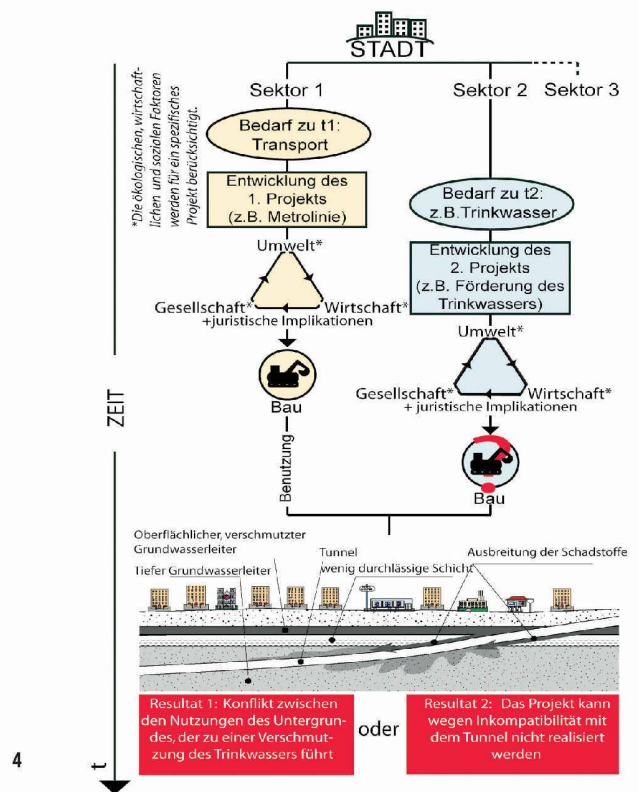 STADT
Sektor 1
Sektor 2
Sektor 3
*Die ökologischen, wirtschaft-
lichen und sozialen Faktoren
werden für ein spezifisches
Projekt berücksichtigt.
Bedarf zu t1:
Transport
Entwicklung des
1. Projekts
(z.B. Metrolinie)
Umwelt*
Gesellschaft*
Wirtschaft*
+juristische Implikationen
Bau
Benutzung
Bedarf zu t2:
z.B.Trinkwasser
Entwicklung des
2. Projekts
(z.B. Förderung des
Trinkwassers)
Umwelt*
Gesellschaft*
Wirtschaft*
+ juristische Implikationen
Bau
ZEIT
Oberflächlicher, verschmutzter
Grundwasserleiter
Tiefer Grundwasserleiter
Tunnel
wenig durchlässige Schicht
Ausbreitung der Schadstoffe
Resultat 1: Konflikt zwischen
den Nutzungen des Untergrun-
des, der zu einer Verschmut-
zung des Trinkwassers führt
oder
Resultat 2: Das Projekt kann
wegen Inkompatibilität mit
dem Tunnel nicht realisiert
werden
4
t